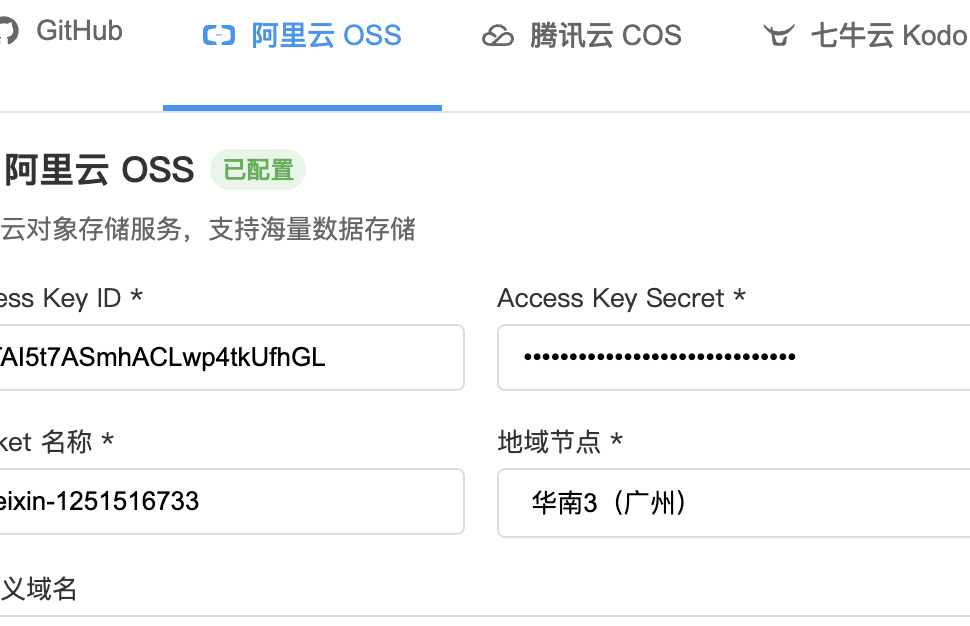 GitHub
阿里云 OSS
腾讯云 COS
七牛云 Kodo
阿里云 OSS 已配置
云对象存储服务，支持海量数据存储
ess Key ID *
Access Key Secret *
TAI5t7ASmhACLwp4tkUfhGL
••••••••••••••••••••••••••••••
ket 名称 *
地域节点 *
eixin-1251516733
华南3（广州）
义域名